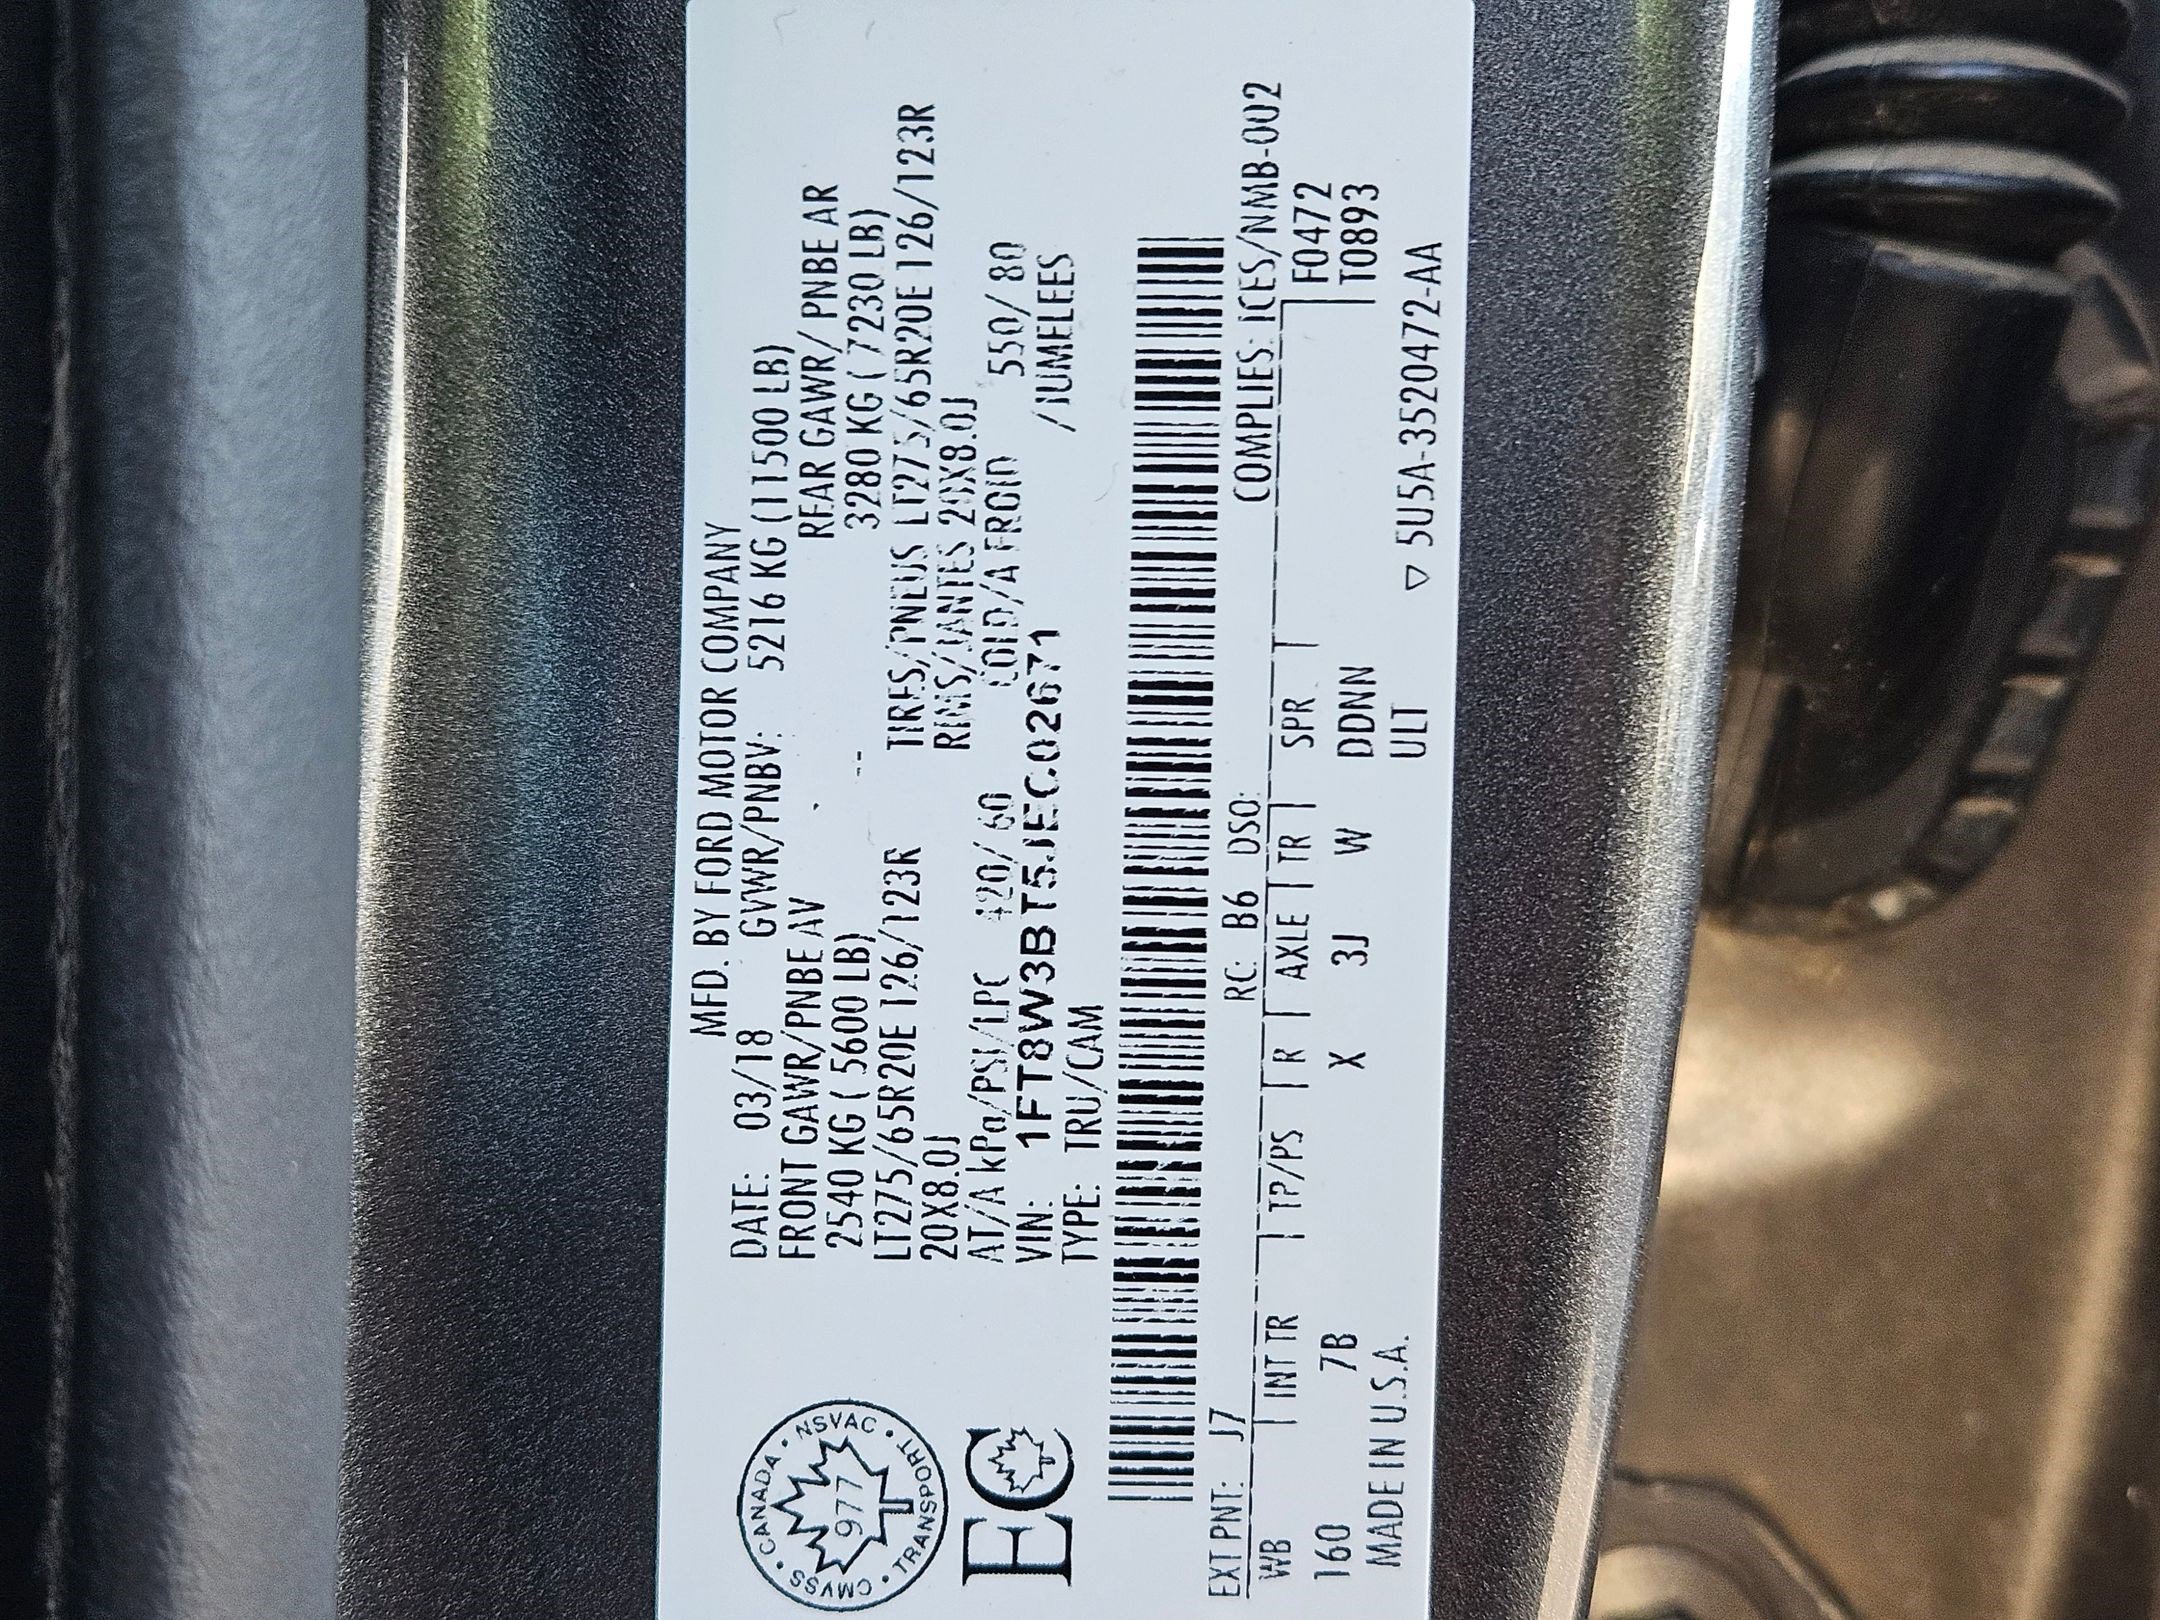 CANADA • NSVAC • TRANSPORT • CMVSS •
977
EC
MFD. BY FORD MOTOR COMPANY
DATE: 03/18 GVWR/PNBV: 5216 KG (11500 LB)
FRONT GAWR/PNBE AV REAR GAWR/ PNBE AR
2540 KG ( 5600 LB) -- 3280 KG ( 7230 LB)
LT275/65R20E 126/123R TIRES/PNEUS LT275/65R20E 126/123R
20X8.0J RIMS/JANTES 20X8.0J
AT/A kPa/PSI/LPC 420/60 COLD/A FROID 550/80
VIN: 1FT8W3BT5JEC02671 /JUMELEES
TYPE: TRU/CAM
EXT PNT: J7 RC: B6 DSO: COMPLIES: ICES/NMB-002
WB INT TR TP/PS R AXLE TR SPR F0472
160 7B X 3J W DDNN T0893
MADE IN U.S.A. ULT ▽ 5U5A-3520472-AA